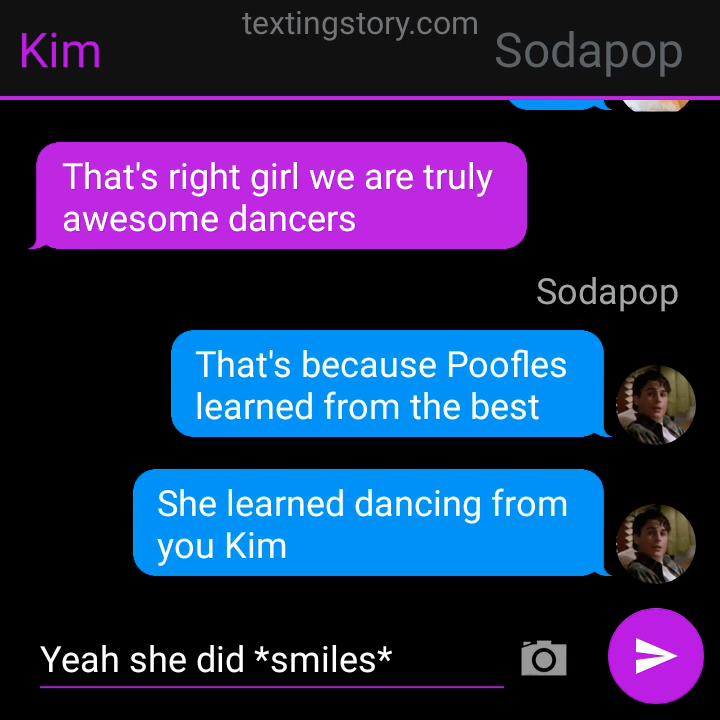 textingstory.com
Kim
Sodapop
That's right girl we are truly
awesome dancers
Sodapop
That's because Poofles
learned from the best
She learned dancing from
you Kim
Yeah she did *smiles*